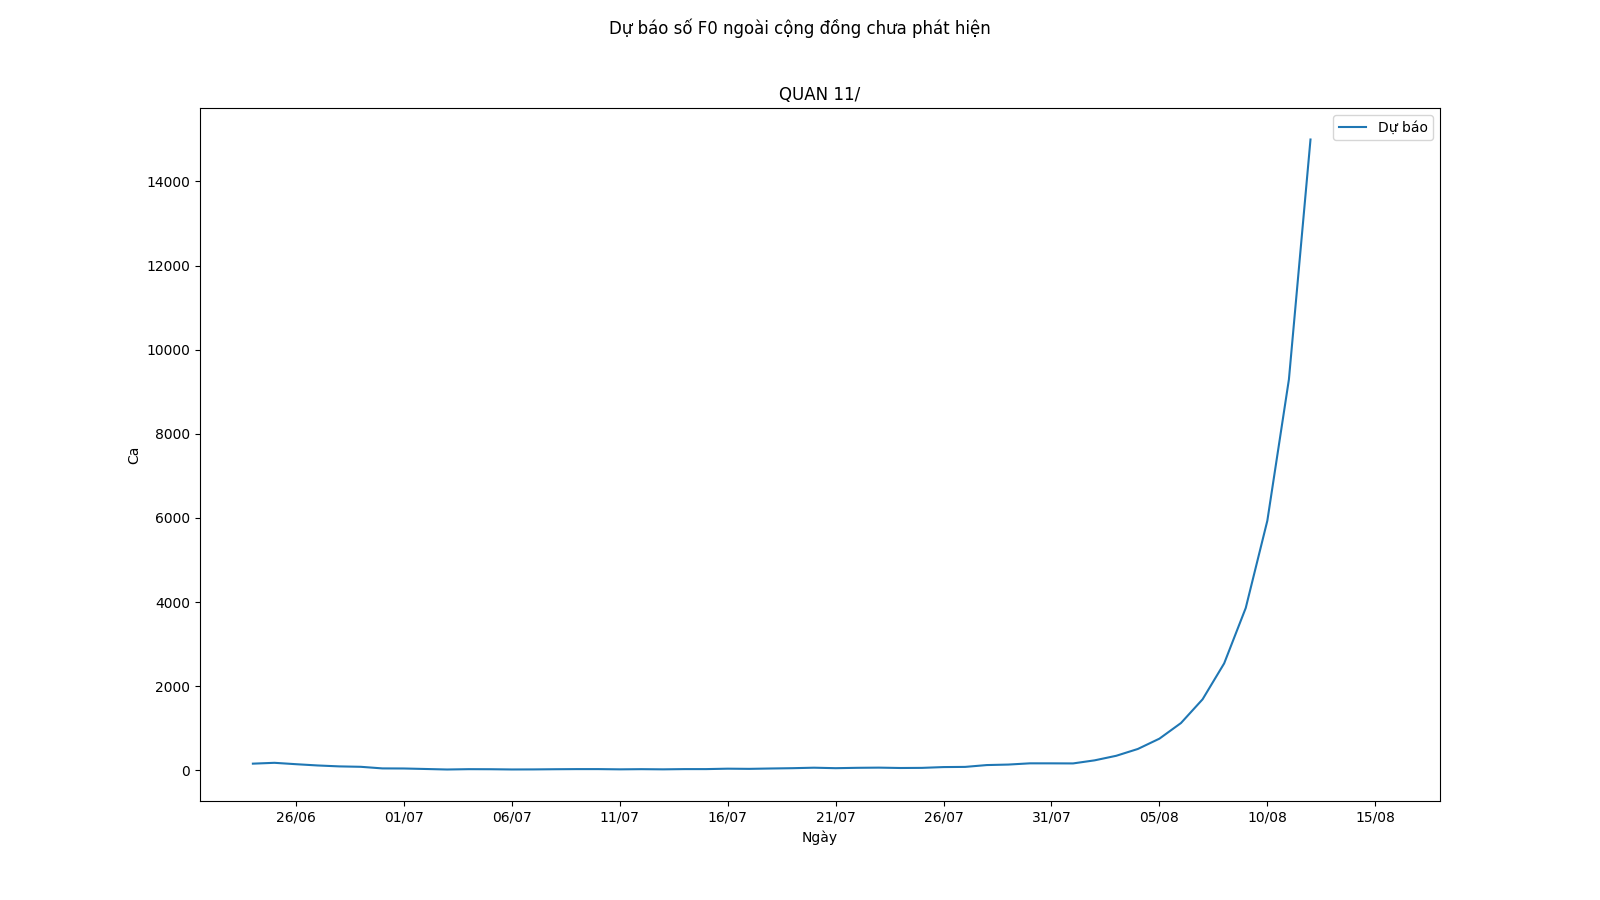 Dự báo số F0 ngoài cộng đồng chưa phát hiện
QUAN 11/
Dự báo
14000
12000
10000
8000
6000
4000
2000
0
Ca
26/06 01/07 06/07 11/07 16/07 21/07 26/07 31/07 05/08 10/08 15/08
Ngày